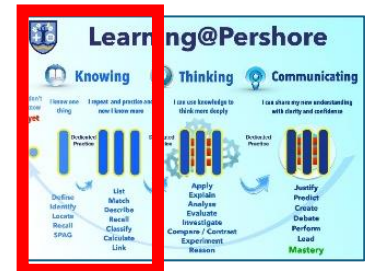 Learning@Pershore
Knowing
Thinking
Communicating
I know one
thing
I repeat and practice and
now I know more
I can use knowledge to
think more deeply
I can share my new understanding
with clarity and confidence
yet
Dedicated
Practice
Dedicated
Practice
Dedicated
Practice
Define
Identify
Locate
Recall
SPAG
List
Match
Describe
Recall
Classify
Calculate
Link
Apply
Explain
Analyse
Evaluate
Investigate
Compare / Contrast
Experiment
Reason
Justify
Predict
Create
Debate
Perform
Lead
Mastery